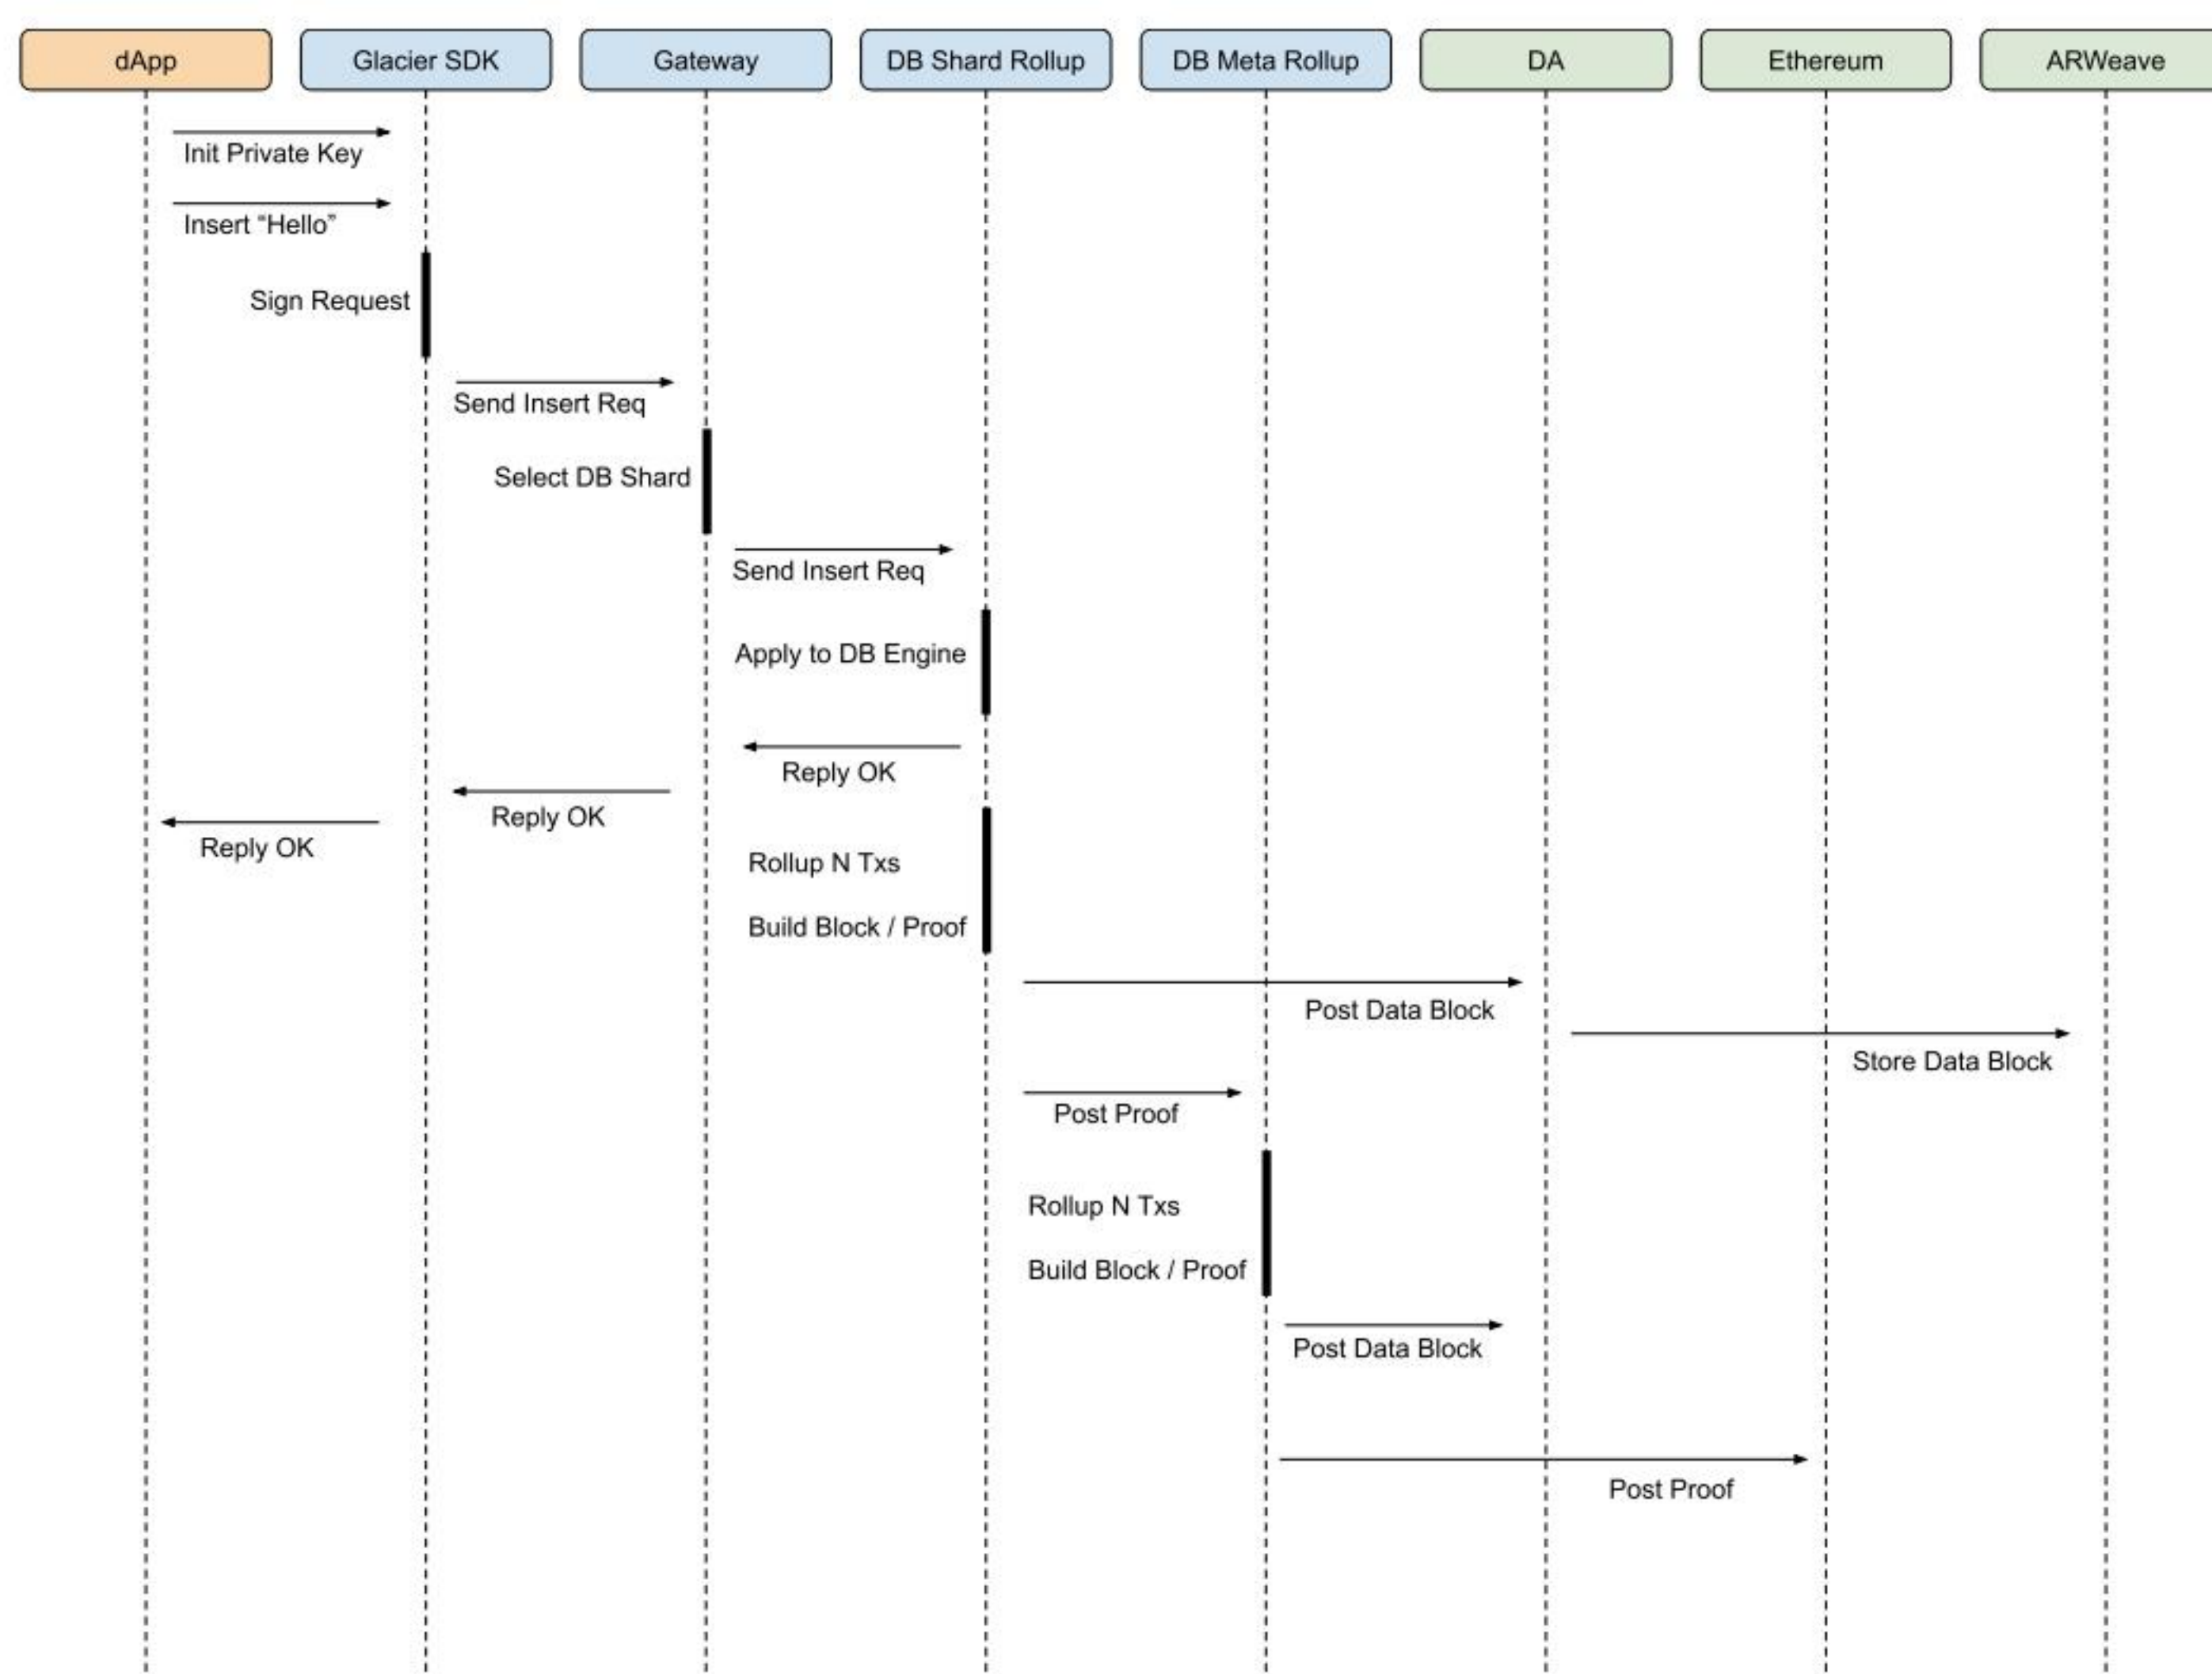 dApp
Glacier SDK
Gateway
DB Shard Rollup
DB Meta Rollup
DA
Ethereum
ARWeave
Init Private Key
Insert “Hello”
Sign Request
Send Insert Req
Select DB Shard
Send Insert Req
Apply to DB Engine
Reply OK
Reply OK
Reply OK
Rollup N Txs
Build Block / Proof
Post Data Block
Store Data Block
Post Proof
Rollup N Txs
Build Block / Proof
Post Data Block
Post Proof